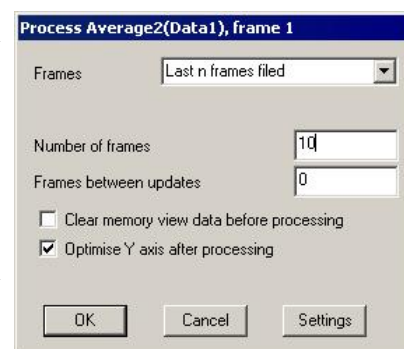 Process Average2(Data1), frame 1
Frames Last n frames filed
Number of frames 10
Frames between updates 0
Clear memory view data before processing
Optimise Y axis after processing
OK Cancel Settings